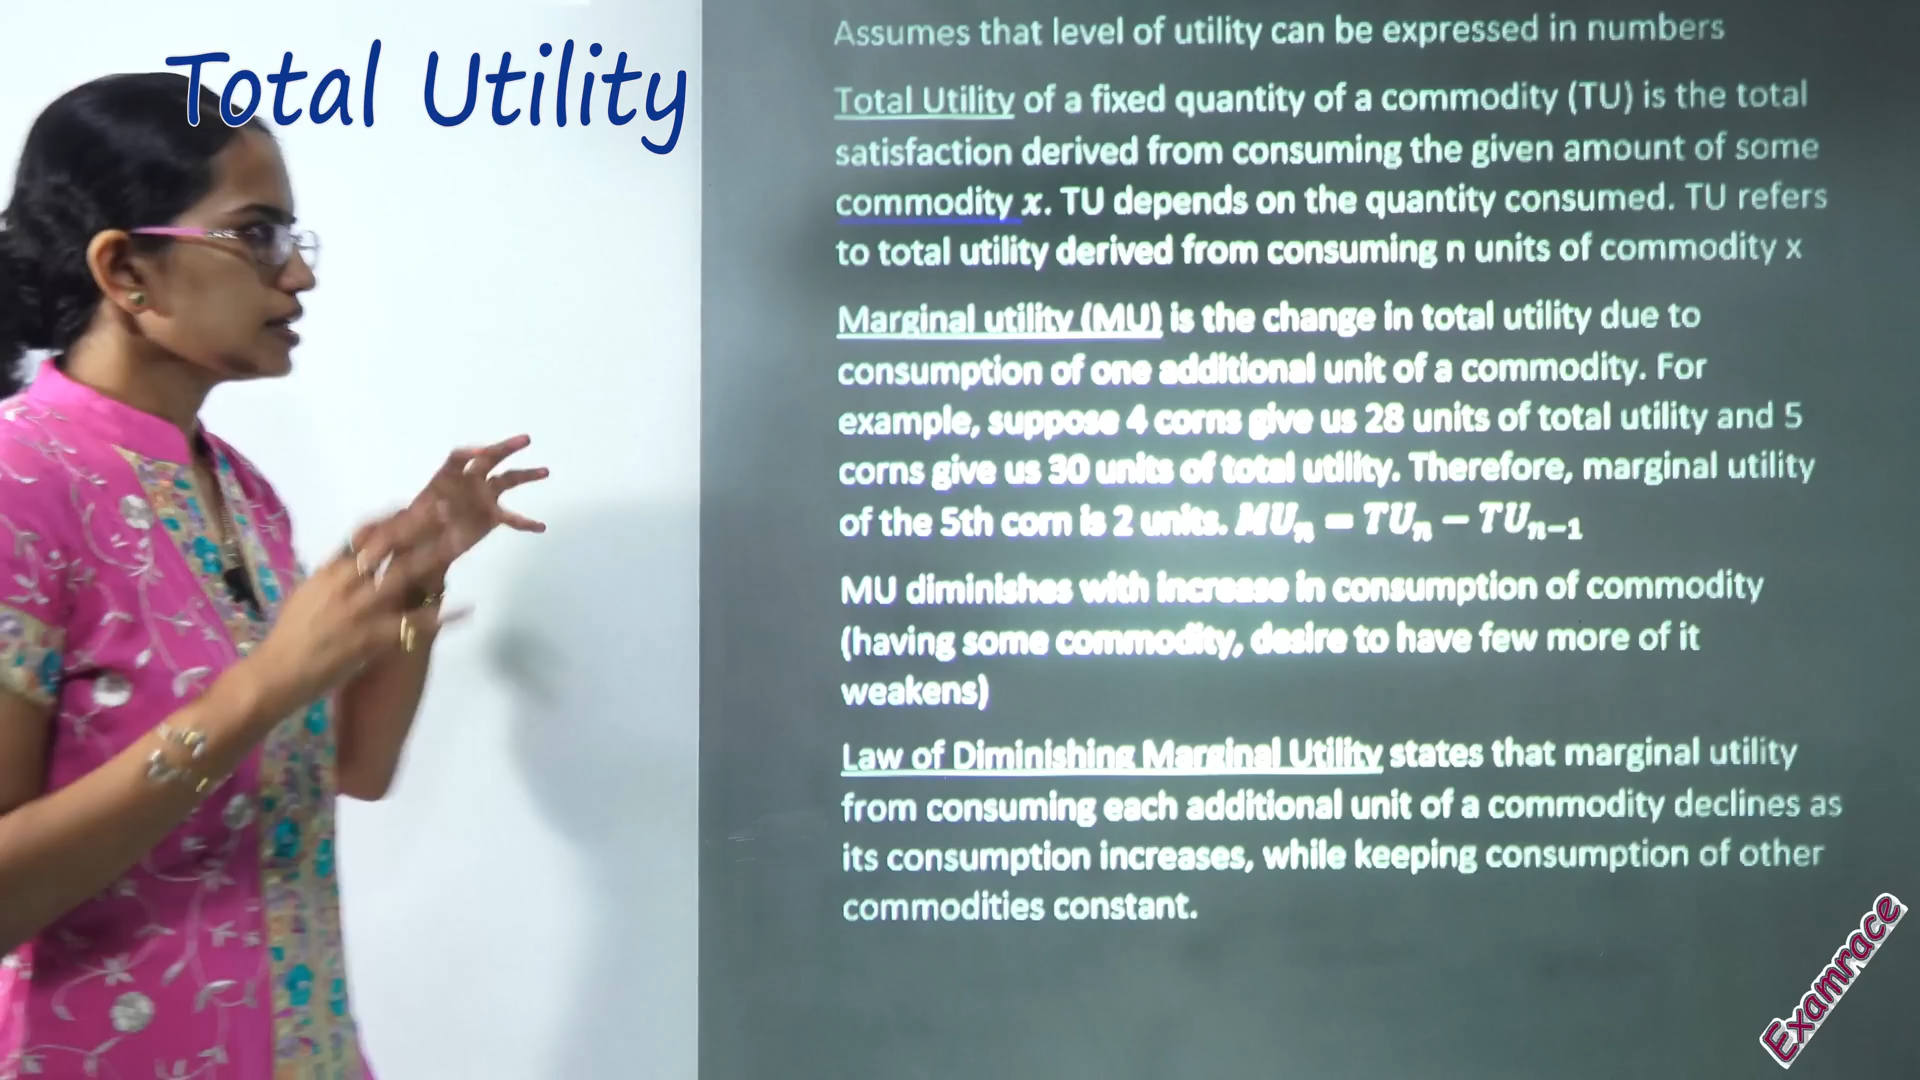 Total Utility
Assumes that level of utility can be expressed in numbers
Total Utility of a fixed quantity of a commodity (TU) is the total
satisfaction derived from consuming the given amount of some
commodity x. TU depends on the quantity consumed. TU refers
to total utility derived from consuming n units of commodity x
Marginal utility (MU) is the change in total utility due to
consumption of one additional unit of a commodity. For
example, suppose 4 corns give us 28 units of total utility and 5
corns give us 30 units of total utility. Therefore, marginal utility
of the 5th corn is 2 units. MUₙ = TUₙ − TUₙ₋₁
MU diminishes with increase in consumption of commodity
(having some commodity, desire to have few more of it
weakens)
Law of Diminishing Marginal Utility states that marginal utility
from consuming each additional unit of a commodity declines as
its consumption increases, while keeping consumption of other
commodities constant.
Examrace